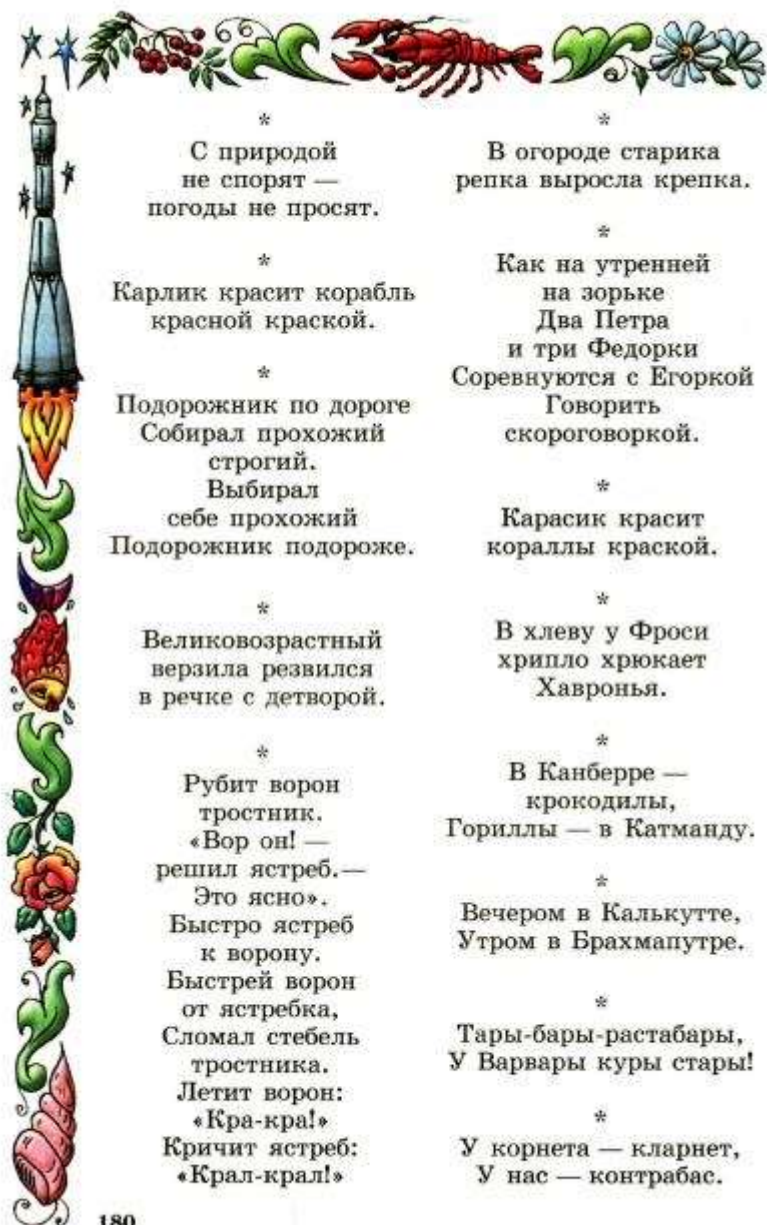 *
С природой
не спорят —
погоды не просят.
*
Карлик красит корабль
красной краской.
*
Подорожник по дороге
Собирал прохожий
строгий.
Выбирал
себе прохожий
Подорожник подороже.
*
Великовозрастный
верзила резвился
в речке с детворой.
*
Рубит ворон
тростник.
«Вор он! —
решил ястреб.—
Это ясно».
Быстро ястреб
к ворону.
Быстрей ворон
от ястребка,
Сломал стебель
тростника.
Летит ворон:
«Кра-кра!»
Кричит ястреб:
«Крал-крал!»
*
В огороде старика
репка выросла крепка.
*
Как на утренней
на зорьке
Два Петра
и три Федорки
Соревнуются с Егоркой
Говорить
скороговоркой.
*
Карасик красит
кораллы краской.
*
В хлеву у Фроси
хрипло хрюкает
Хавронья.
*
В Канберре —
крокодилы,
Гориллы — в Катманду.
*
Вечером в Калькутте,
Утром в Брахмапутре.
*
Тары-бары-растабары,
У Варвары куры стары!
*
У корнета — кларнет,
У нас — контрабас.
180